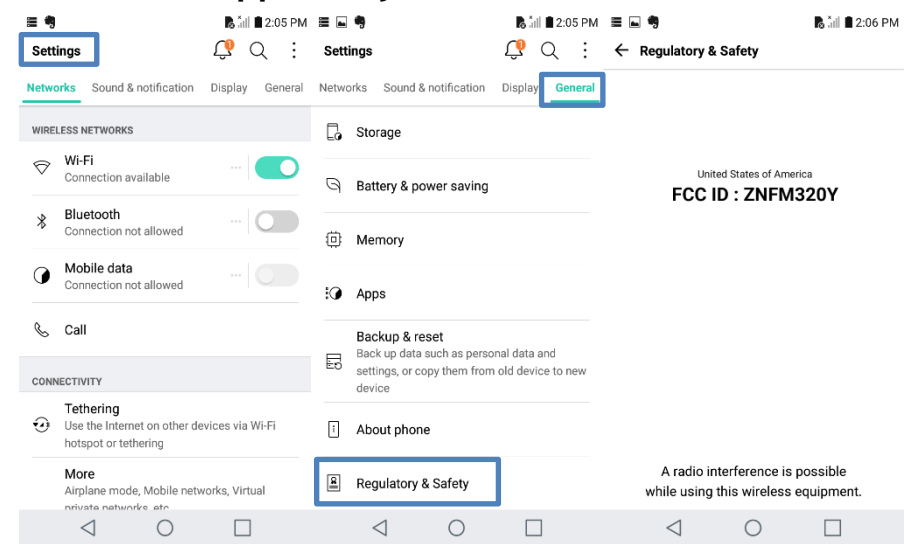 2:05 PM
Settings
Networks Sound & notification Display General
WIRELESS NETWORKS
Wi-Fi
Connection available
Bluetooth
Connection not allowed
Mobile data
Connection not allowed
Call
CONNECTIVITY
Tethering
Use the Internet on other devices via Wi-Fi
hotspot or tethering
More
Airplane mode, Mobile networks, Virtual
private networks, etc
2:05 PM
Settings
Networks Sound & notification Display General
Storage
Battery & power saving
Memory
Apps
Backup & reset
Back up data such as personal data and
settings, or copy them from old device to new
device
About phone
Regulatory & Safety
2:06 PM
Regulatory & Safety
United States of America
FCC ID : ZNFM320Y
A radio interference is possible
while using this wireless equipment.